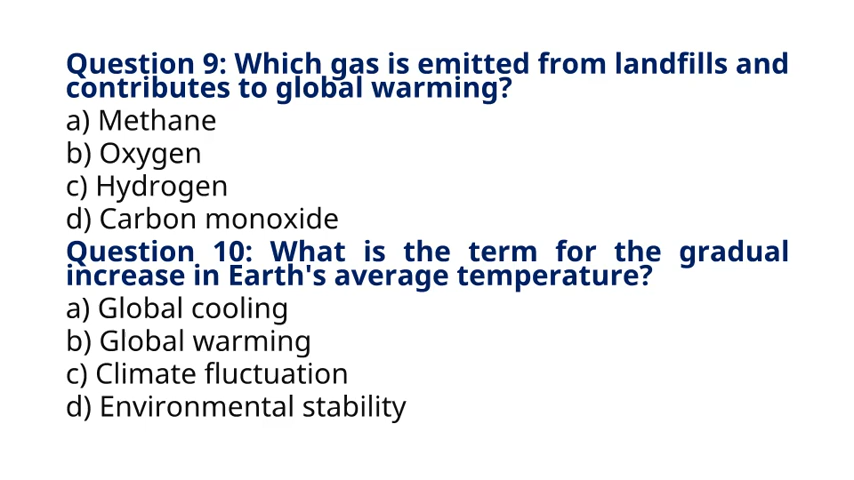 Question 9: Which gas is emitted from landfills and
contributes to global warming?
a) Methane
b) Oxygen
c) Hydrogen
d) Carbon monoxide
Question 10: What is the term for the gradual
increase in Earth's average temperature?
a) Global cooling
b) Global warming
c) Climate fluctuation
d) Environmental stability